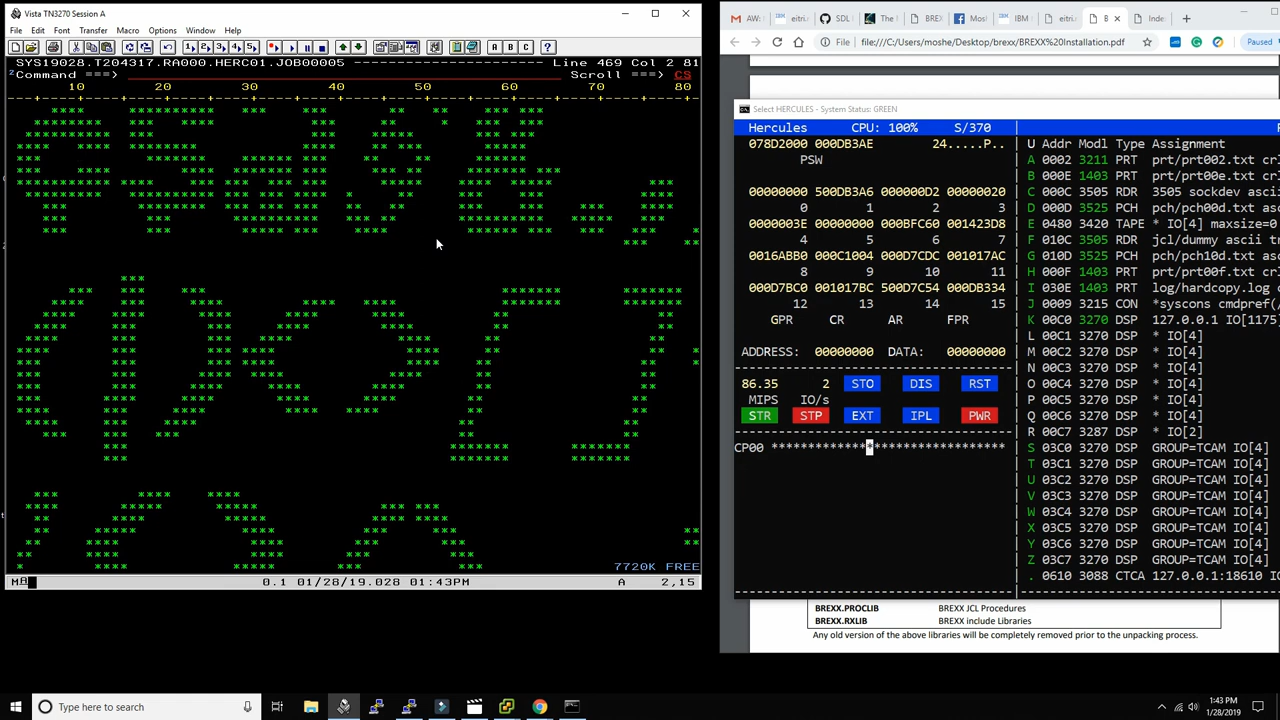 Vista TN3270 Session A
File Edit Font Transfer Macro Options Window Help
SYS19028.T204317.RA000.HERC01.JOB00005 ---------------------- Line 469 Col 2 81
Command ===> Scroll ===> CS
10 20 30 40 50 60 70 80
7720K FREE
0.1 01/28/19.028 01:43PM A 2,15
File file:///C:/Users/moshe/Desktop/brexx/BREXX%20Installation.pdf Paused
Select HERCULES - System Status: GREEN
Hercules CPU: 100% S/370
078D2000 000DB3AE 24.....P..
PSW
00000000 500DB3A6 000000D2 00000020
0 1 2 3
0000003E 00000000 000BFC60 001423D8
4 5 6 7
0016ABB0 000C1004 000D7CDC 001017AC
8 9 10 11
000D7BC0 001017BC 500D7C54 000DB334
12 13 14 15
GPR CR AR FPR
ADDRESS: 00000000 DATA: 00000000
86.35 2 STO DIS RST
MIPS IO/s
STR STP EXT IPL PWR
CP00 **********************************
U Addr Modl Type Assignment
A 0002 3211 PRT prt/prt002.txt crl
B 000E 1403 PRT prt/prt00e.txt crl
C 000C 3505 RDR 3505 sockdev asci
D 000D 3525 PCH pch/pch00d.txt asc
E 0480 3420 TAPE * IO[4] maxsize=0
F 010C 3505 RDR jcl/dummy ascii tr
G 010D 3525 PCH pch/pch10d.txt asc
H 000F 1403 PRT prt/prt00f.txt crl
I 030E 1403 PRT log/hardcopy.log c
J 0009 3215 CON *syscons cmdpref(/
K 00C0 3270 DSP 127.0.0.1 IO[1175]
L 00C1 3270 DSP * IO[4]
M 00C2 3270 DSP * IO[4]
N 00C3 3270 DSP * IO[4]
O 00C4 3270 DSP * IO[4]
P 00C5 3270 DSP * IO[4]
Q 00C6 3270 DSP * IO[4]
R 00C7 3287 DSP * IO[2]
S 03C0 3270 DSP GROUP=TCAM IO[4]
T 03C1 3270 DSP GROUP=TCAM IO[4]
U 03C2 3270 DSP GROUP=TCAM IO[4]
V 03C3 3270 DSP GROUP=TCAM IO[4]
W 03C4 3270 DSP GROUP=TCAM IO[4]
X 03C5 3270 DSP GROUP=TCAM IO[4]
Y 03C6 3270 DSP GROUP=TCAM IO[4]
Z 03C7 3270 DSP GROUP=TCAM IO[4]
. 0610 3088 CTCA 127.0.0.1:18610 IO
BREXX.PROCLIB BREXX JCL Procedures
BREXX.RXLIB BREXX include Libraries
Any old version of the above libraries will be completely removed prior to the unpacking process.
Type here to search
1:43 PM
1/28/2019